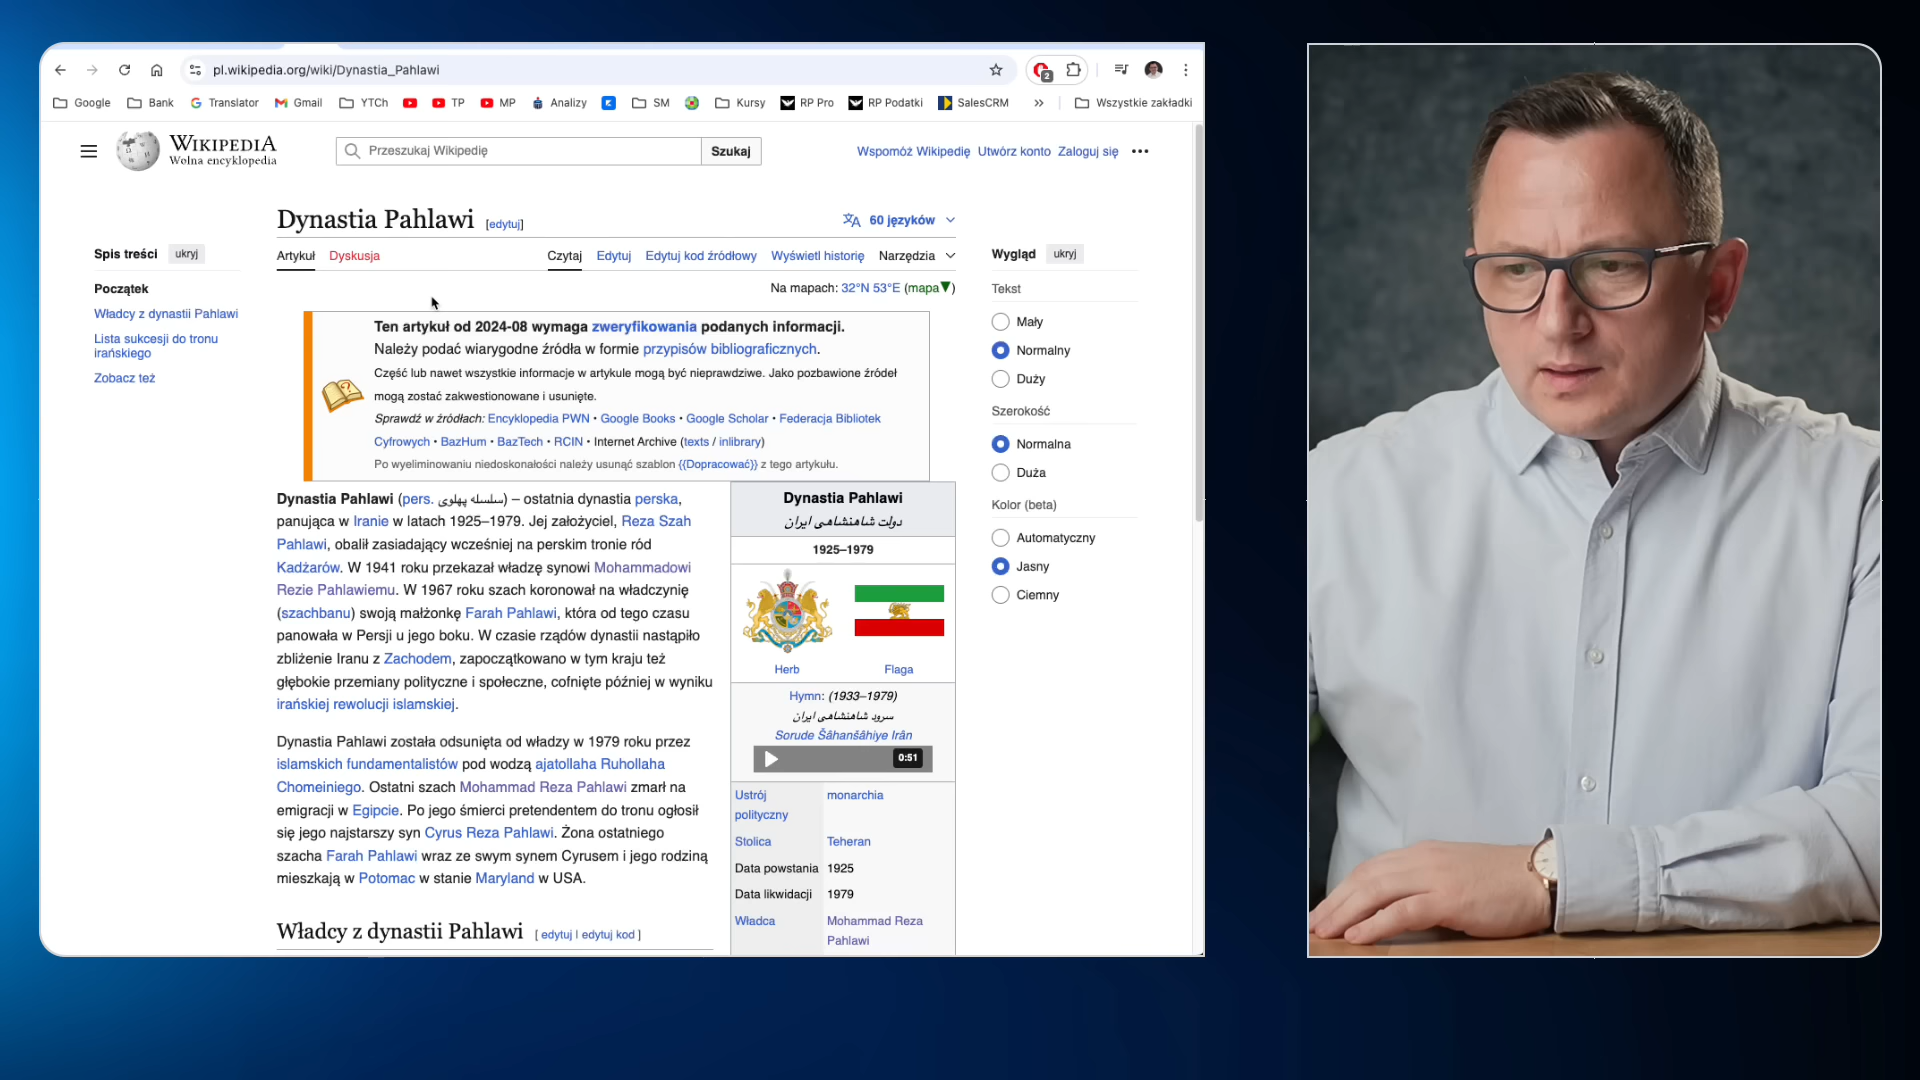 pl.wikipedia.org/wiki/Dynastia_Pahlawi
2
Google Bank Translator Gmail YTCh TP MP Analizy SM Kursy RP Pro RP Podatki SalesCRM » Wszystkie zakładki
WIKIPEDIA
Wolna encyklopedia
Przeszukaj Wikipedię
Szukaj
Wspomóż Wikipedię Utwórz konto Zaloguj się
Dynastia Pahlawi [edytuj]
60 języków
Spis treści ukryj
Początek
Władcy z dynastii Pahlawi
Lista sukcesji do tronu
irańskiego
Zobacz też
Artykuł Dyskusja
Czytaj Edytuj Edytuj kod źródłowy Wyświetl historię Narzędzia
Na mapach: 32°N 53°E (mapa▼)
Ten artykuł od 2024-08 wymaga zweryfikowania podanych informacji.
Należy podać wiarygodne źródła w formie przypisów bibliograficznych.
Część lub nawet wszystkie informacje w artykule mogą być nieprawdziwe. Jako pozbawione źródeł
mogą zostać zakwestionowane i usunięte.
Sprawdź w źródłach: Encyklopedia PWN • Google Books • Google Scholar • Federacja Bibliotek
Cyfrowych • BazHum • BazTech • RCIN • Internet Archive (texts / inlibrary)
Po wyeliminowaniu niedoskonałości należy usunąć szablon {{Dopracować}} z tego artykułu.
Dynastia Pahlawi (pers. سلسله پهلوی) – ostatnia dynastia perska,
panująca w Iranie w latach 1925–1979. Jej założyciel, Reza Szah
Pahlawi, obalił zasiadający wcześniej na perskim tronie ród
Kadżarów. W 1941 roku przekazał władzę synowi Mohammadowi
Rezie Pahlawiemu. W 1967 roku szach koronował na władczynię
(szachbanu) swoją małżonkę Farah Pahlawi, która od tego czasu
panowała w Persji u jego boku. W czasie rządów dynastii nastąpiło
zbliżenie Iranu z Zachodem, zapoczątkowano w tym kraju też
głębokie przemiany polityczne i społeczne, cofnięte później w wyniku
irańskiej rewolucji islamskiej.
Dynastia Pahlawi została odsunięta od władzy w 1979 roku przez
islamskich fundamentalistów pod wodzą ajatollaha Ruhollaha
Chomeiniego. Ostatni szach Mohammad Reza Pahlawi zmarł na
emigracji w Egipcie. Po jego śmierci pretendentem do tronu ogłosił
się jego najstarszy syn Cyrus Reza Pahlawi. Żona ostatniego
szacha Farah Pahlawi wraz ze swym synem Cyrusem i jego rodziną
mieszkają w Potomac w stanie Maryland w USA.
Władcy z dynastii Pahlawi [ edytuj | edytuj kod ]
Dynastia Pahlawi
دولت شاهنشاهی ایران
1925–1979
Herb Flaga
Hymn: (1933–1979)
سرود شاهنشاهی ایران
Sorude Šâhanšâhiye Irân
0:51
Ustrój
polityczny
monarchia
Stolica Teheran
Data powstania 1925
Data likwidacji 1979
Władca Mohammad Reza
Pahlawi
Wygląd ukryj
Tekst
Mały
Normalny
Duży
Szerokość
Normalna
Duża
Kolor (beta)
Automatyczny
Jasny
Ciemny